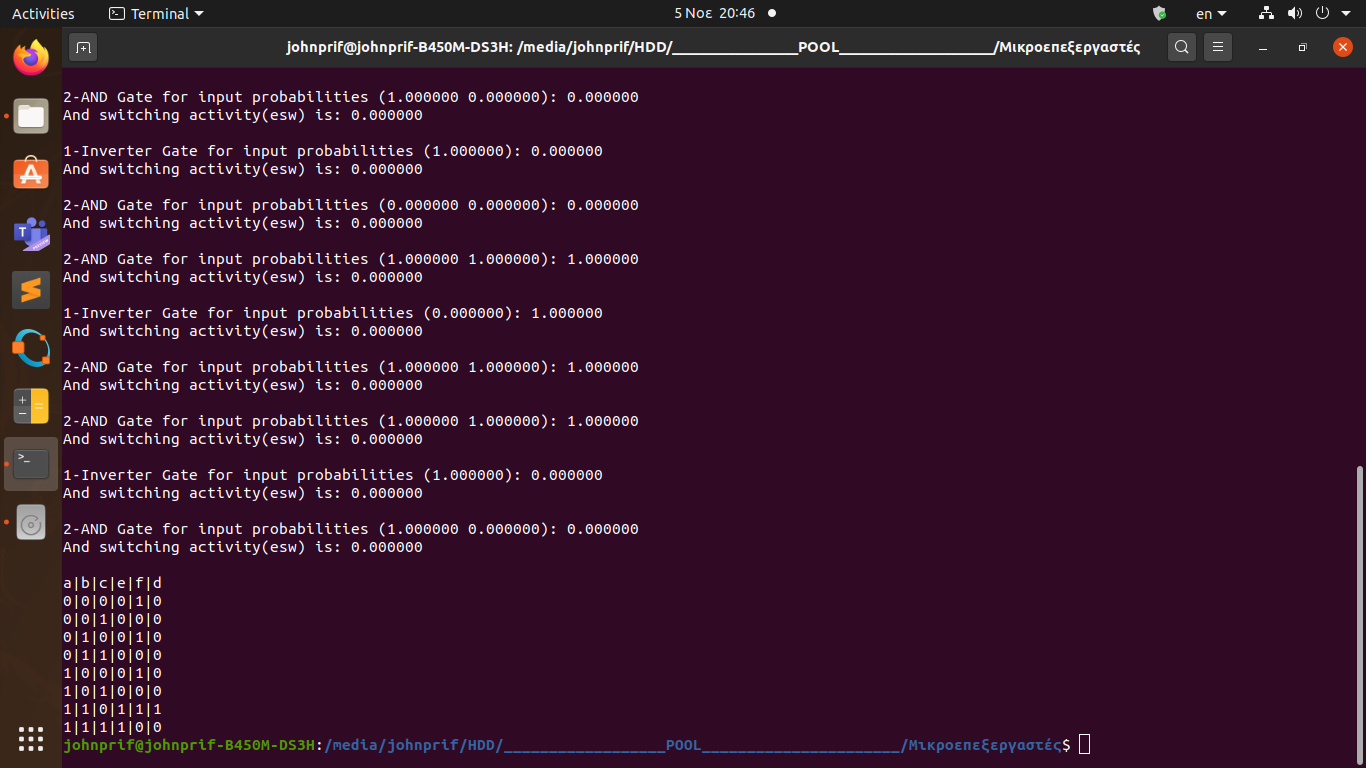 Activities
Terminal
5 Νοε 20:46
en
johnprif@johnprif-B450M-DS3H: /media/johnprif/HDD/__________________POOL______________________/Μικροεπεξεργαστές
2-AND Gate for input probabilities (1.000000 0.000000): 0.000000
And switching activity(esw) is: 0.000000
1-Inverter Gate for input probabilities (1.000000): 0.000000
And switching activity(esw) is: 0.000000
2-AND Gate for input probabilities (0.000000 0.000000): 0.000000
And switching activity(esw) is: 0.000000
2-AND Gate for input probabilities (1.000000 1.000000): 1.000000
And switching activity(esw) is: 0.000000
1-Inverter Gate for input probabilities (0.000000): 1.000000
And switching activity(esw) is: 0.000000
2-AND Gate for input probabilities (1.000000 1.000000): 1.000000
And switching activity(esw) is: 0.000000
2-AND Gate for input probabilities (1.000000 1.000000): 1.000000
And switching activity(esw) is: 0.000000
1-Inverter Gate for input probabilities (1.000000): 0.000000
And switching activity(esw) is: 0.000000
2-AND Gate for input probabilities (1.000000 0.000000): 0.000000
And switching activity(esw) is: 0.000000
a|b|c|e|f|d
0|0|0|0|1|0
0|0|1|0|0|0
0|1|0|0|1|0
0|1|1|0|0|0
1|0|0|0|1|0
1|0|1|0|0|0
1|1|0|1|1|1
1|1|1|1|0|0
johnprif@johnprif-B450M-DS3H:/media/johnprif/HDD/__________________POOL______________________/Μικροεπεξεργαστές$